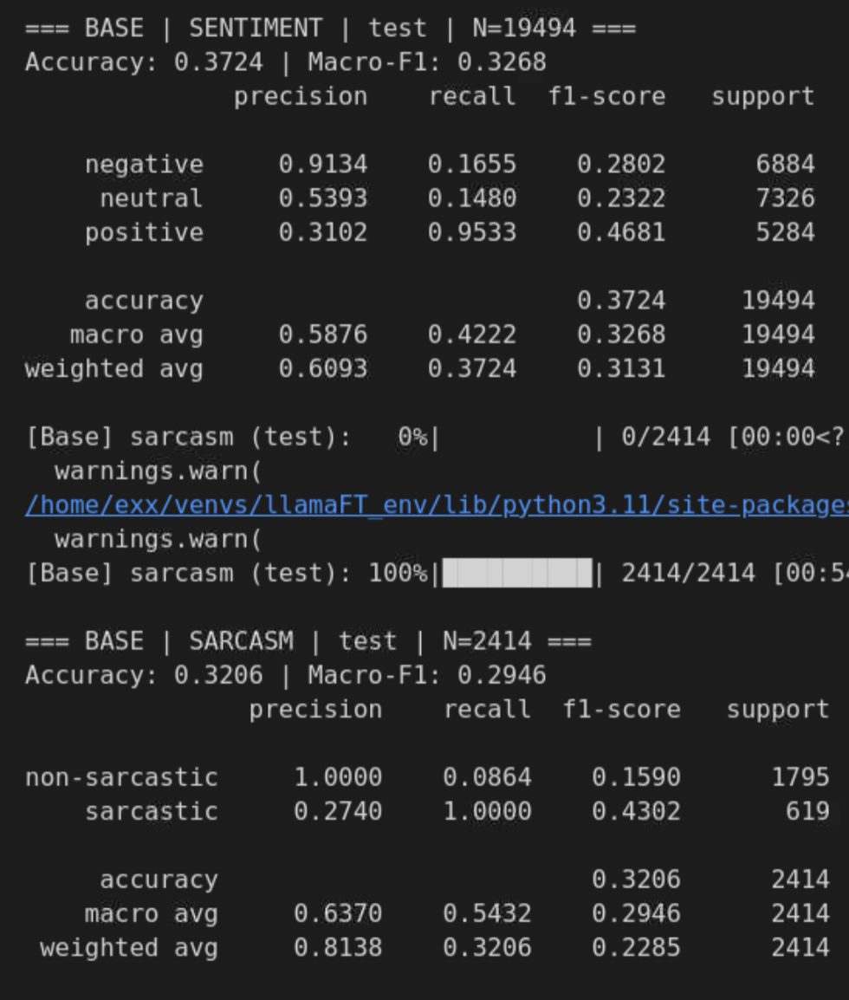 === BASE | SENTIMENT | test | N=19494 ===
Accuracy: 0.3724 | Macro-F1: 0.3268
precision recall f1-score support
negative 0.9134 0.1655 0.2802 6884
neutral 0.5393 0.1480 0.2322 7326
positive 0.3102 0.9533 0.4681 5284
accuracy 0.3724 19494
macro avg 0.5876 0.4222 0.3268 19494
weighted avg 0.6093 0.3724 0.3131 19494
[Base] sarcasm (test): 0%| | 0/2414 [00:00<?
warnings.warn(
/home/exx/venvs/llamaFT_env/lib/python3.11/site-packages
warnings.warn(
[Base] sarcasm (test): 100%|██████████| 2414/2414 [00:54
=== BASE | SARCASM | test | N=2414 ===
Accuracy: 0.3206 | Macro-F1: 0.2946
precision recall f1-score support
non-sarcastic 1.0000 0.0864 0.1590 1795
sarcastic 0.2740 1.0000 0.4302 619
accuracy 0.3206 2414
macro avg 0.6370 0.5432 0.2946 2414
weighted avg 0.8138 0.3206 0.2285 2414